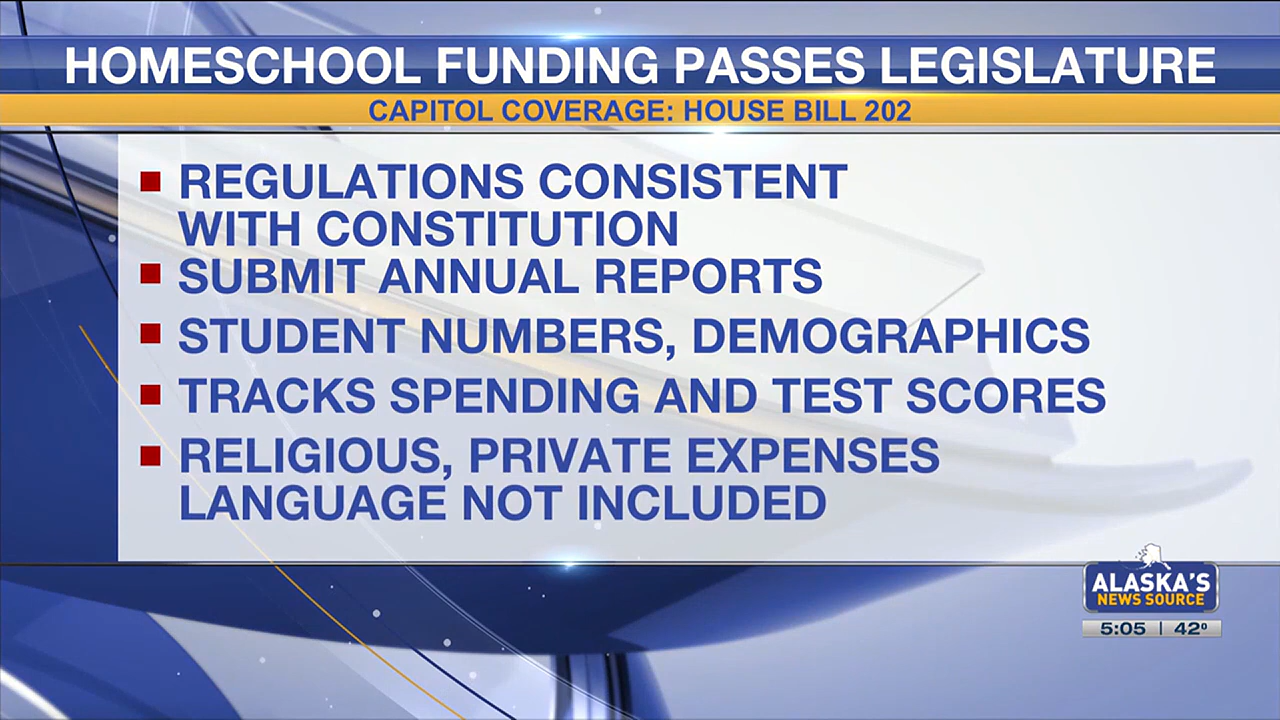 HOMESCHOOL FUNDING PASSES LEGISLATURE
CAPITOL COVERAGE: HOUSE BILL 202
REGULATIONS CONSISTENT
WITH CONSTITUTION
SUBMIT ANNUAL REPORTS
STUDENT NUMBERS, DEMOGRAPHICS
TRACKS SPENDING AND TEST SCORES
RELIGIOUS, PRIVATE EXPENSES
LANGUAGE NOT INCLUDED
ALASKA'S
NEWS SOURCE
5:05 | 42°